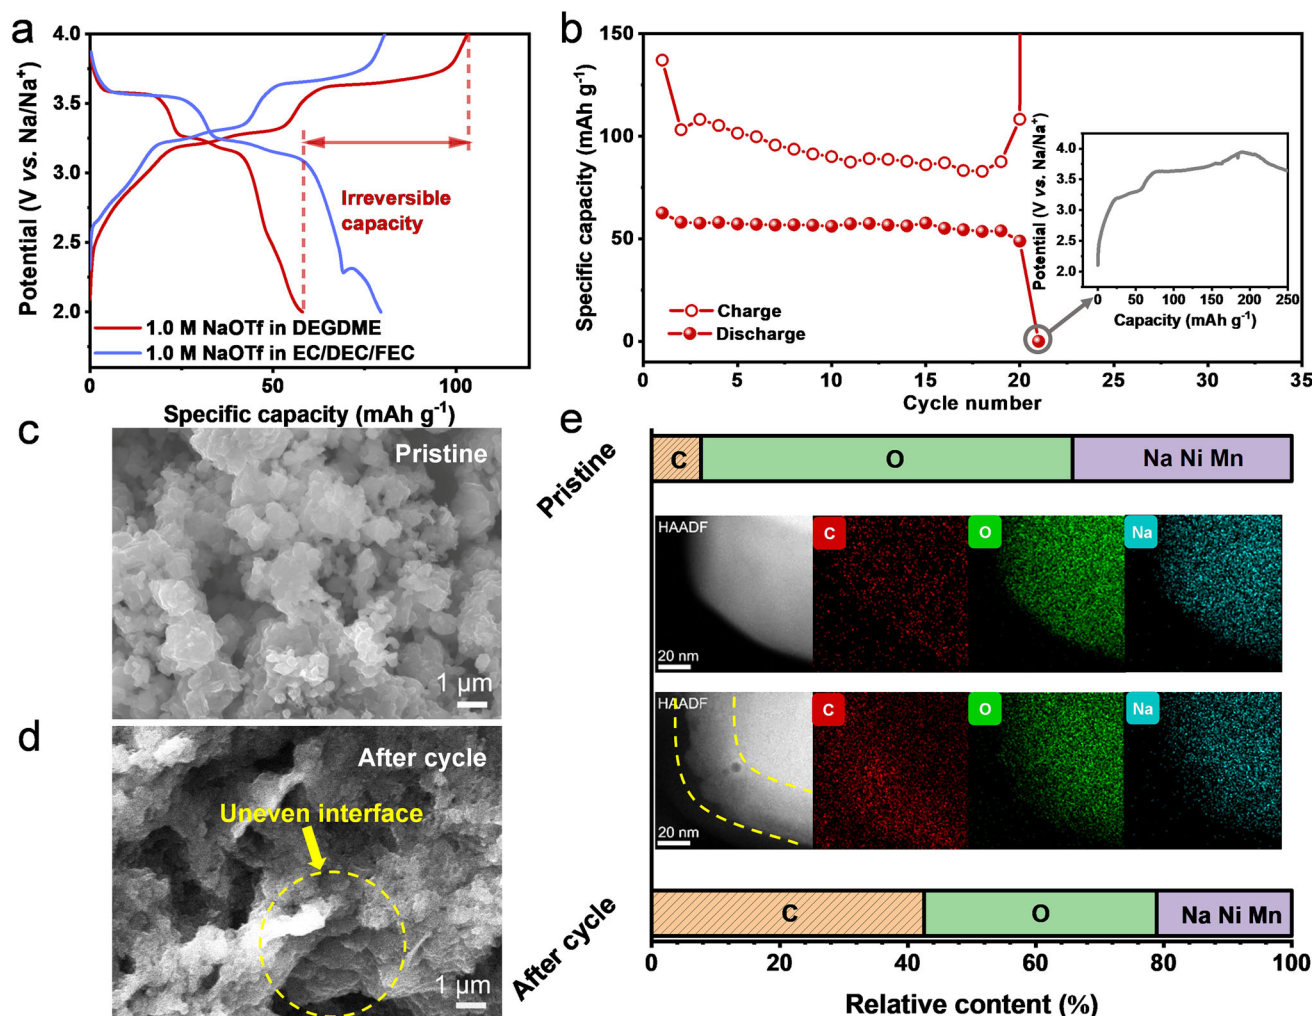 a
4.0
3.5
3.0
2.5
2.0
Potential (V vs. Na/Na⁺)
Irreversible
capacity
1.0 M NaOTf in DEGDME
1.0 M NaOTf in EC/DEC/FEC
0
50
100
Specific capacity (mAh g⁻¹)
b
150
100
50
0
Specific capacity (mAh g⁻¹)
Charge
Discharge
Potential (V vs. Na/Na⁺)
4.0
3.5
3.0
2.5
2.0
0 50 100 150 200 250
Capacity (mAh g⁻¹)
0 5 10 15 20 25 30 35
Cycle number
c
Pristine
1 μm
d
After cycle
Uneven interface
1 μm
e
Pristine
C
O
Na Ni Mn
HAADF
C
O
Na
20 nm
HAADF
C
O
Na
20 nm
After cycle
C
O
Na Ni Mn
0 20 40 60 80 100
Relative content (%)